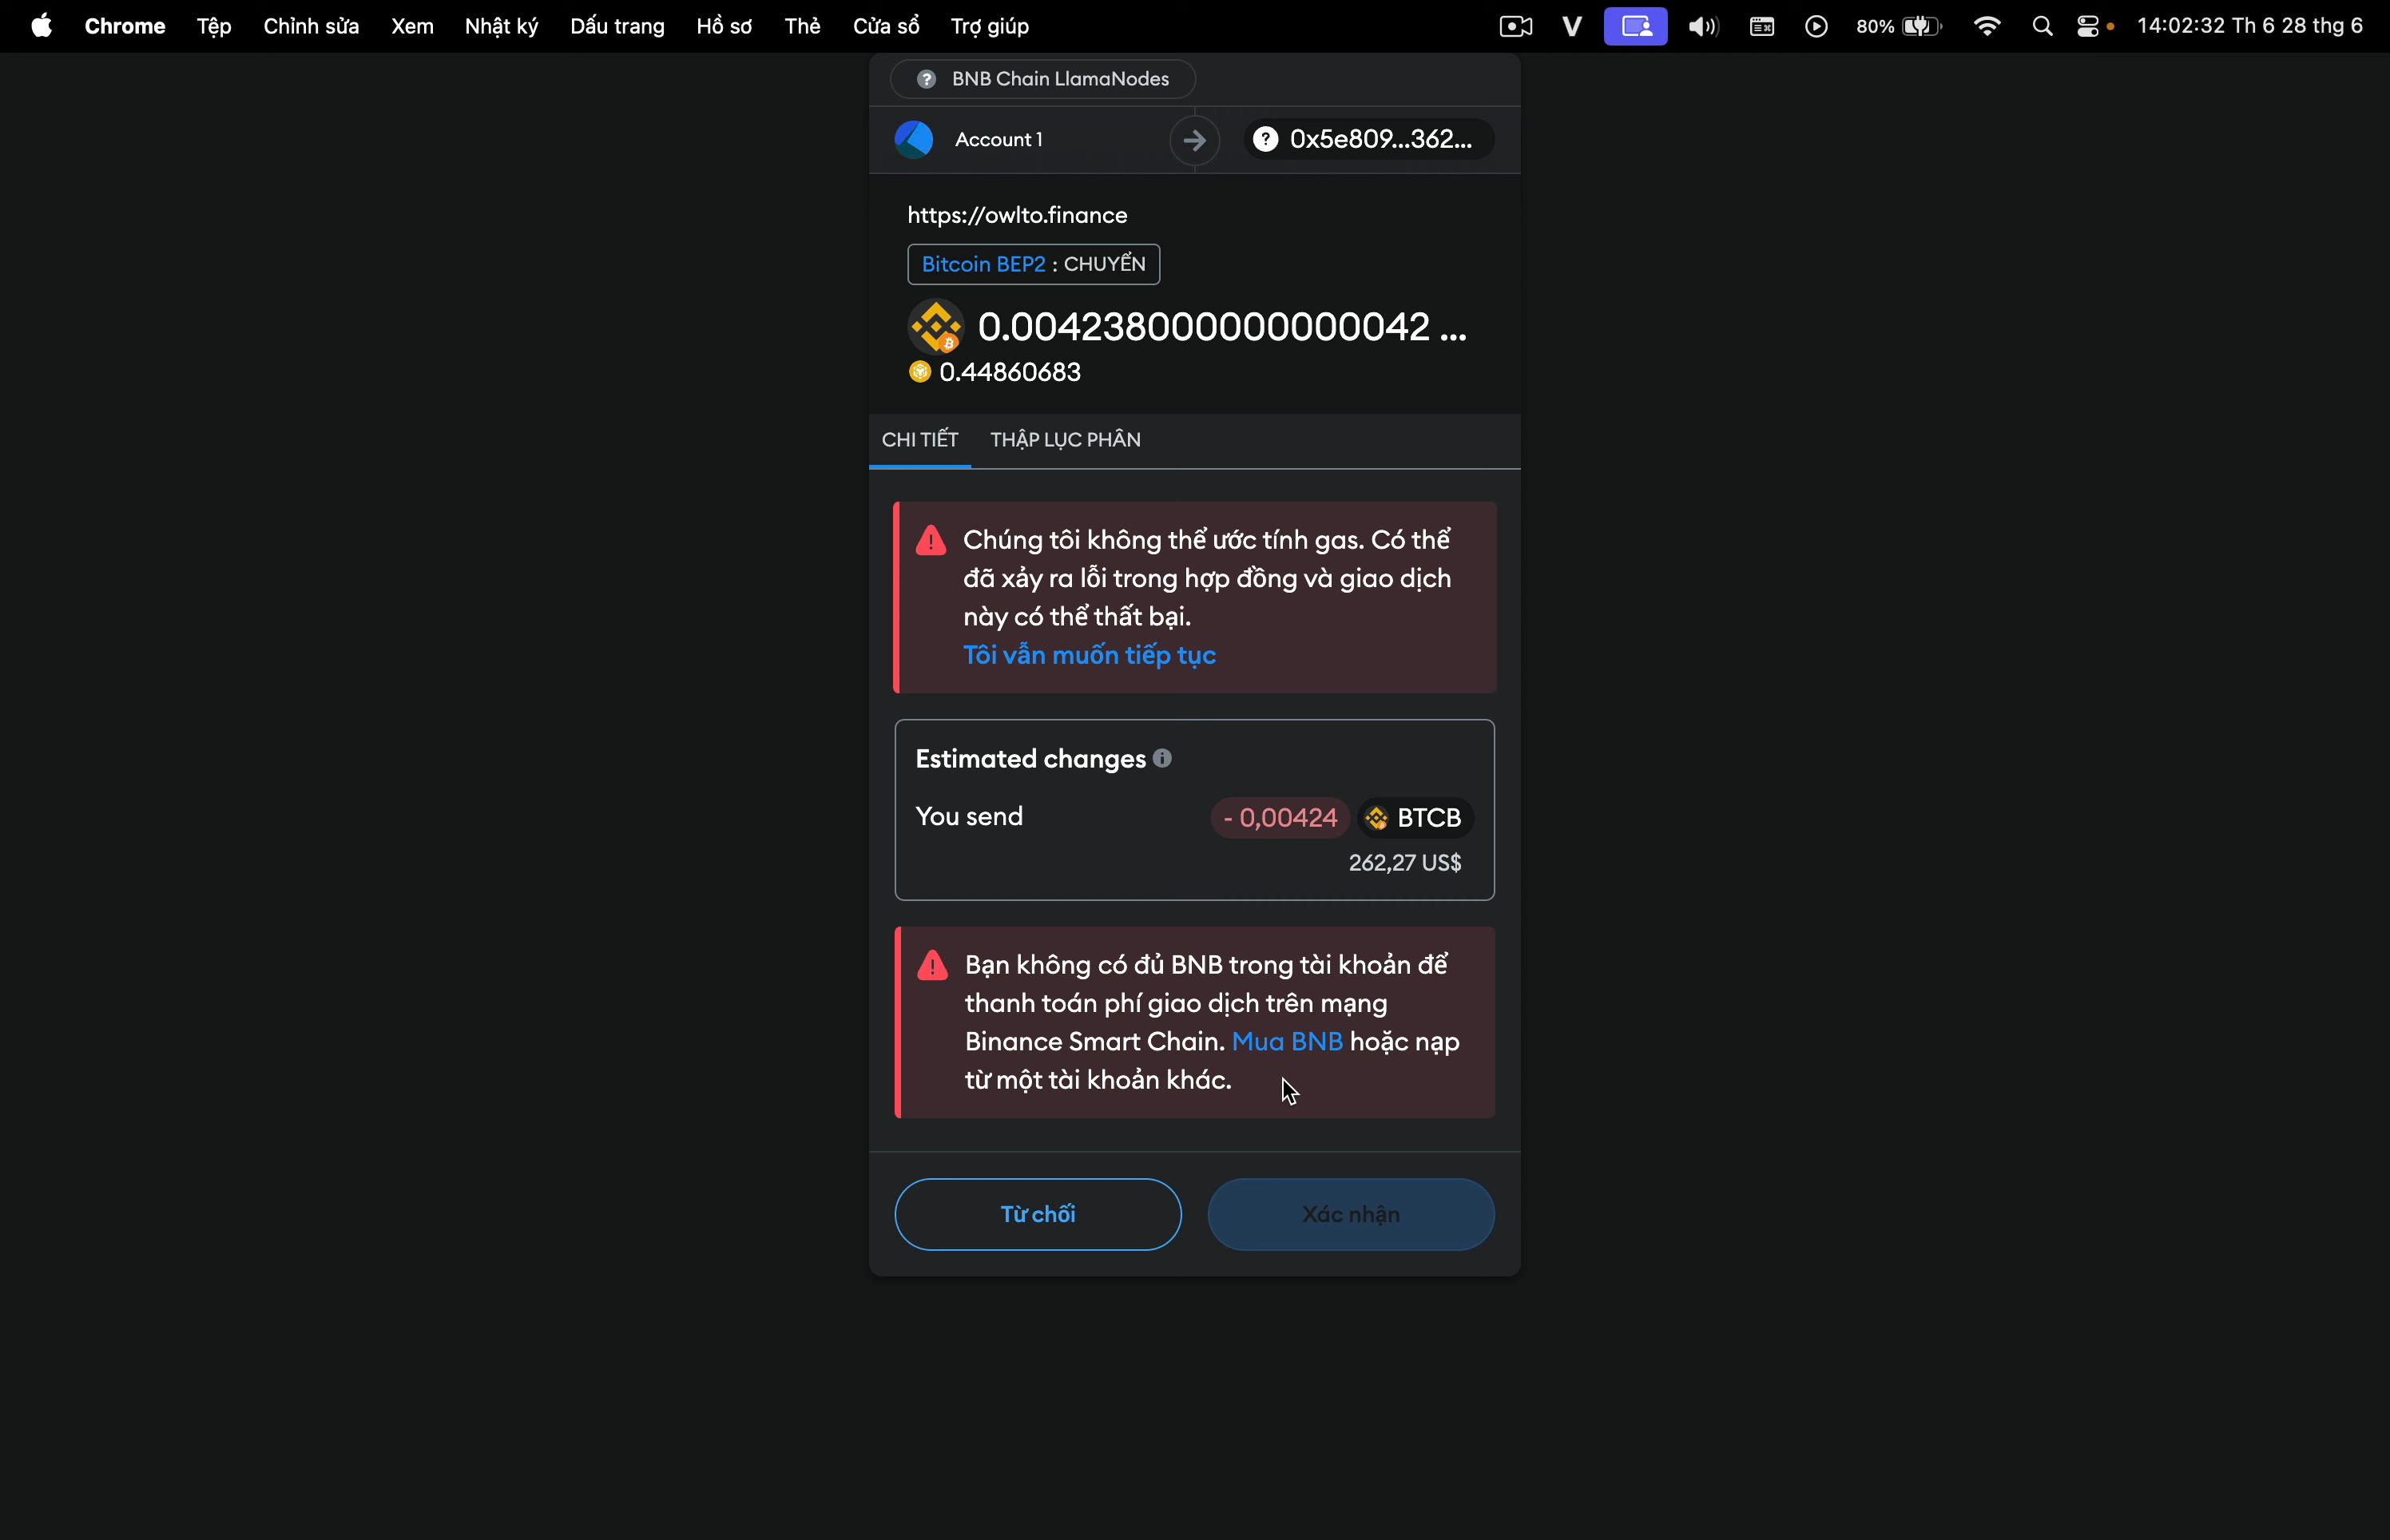 Chrome Tệp Chỉnh sửa Xem Nhật ký Dấu trang Hồ sơ Thẻ Cửa sổ Trợ giúp 80% 14:02:32 Th 6 28 thg 6
BNB Chain LlamaNodes
Account 1 0x5e809...362...
https://owlto.finance
Bitcoin BEP2 : CHUYỂN
0.004238000000000042 ...
0.44860683
CHI TIẾT THẬP LỤC PHÂN
Chúng tôi không thể ước tính gas. Có thể
đã xảy ra lỗi trong hợp đồng và giao dịch
này có thể thất bại.
Tôi vẫn muốn tiếp tục
Estimated changes
You send - 0,00424 BTCB
262,27 US$
Bạn không có đủ BNB trong tài khoản để
thanh toán phí giao dịch trên mạng
Binance Smart Chain. Mua BNB hoặc nạp
từ một tài khoản khác.
Từ chối Xác nhận